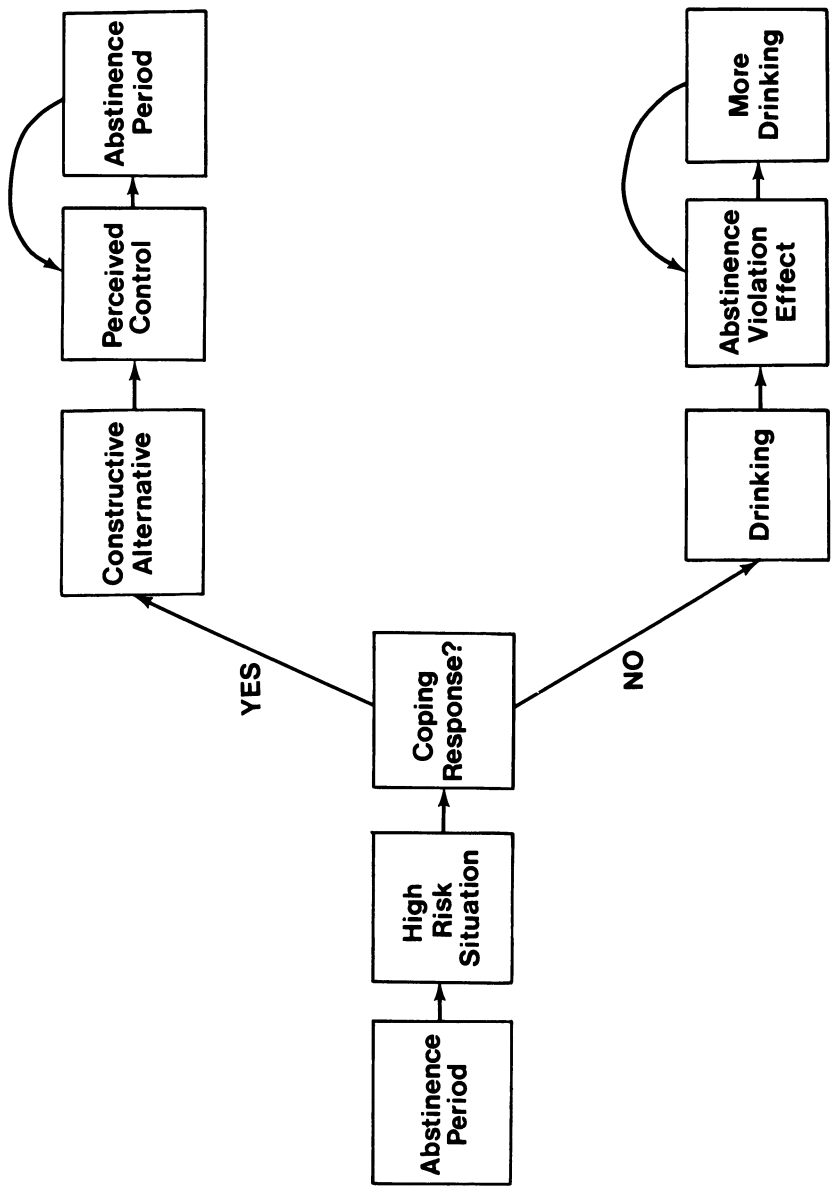 Abstinence
Period
High
Risk
Situation
Coping
Response?
YES
Constructive
Alternative
Perceived
Control
Abstinence
Period
NO
Drinking
Abstinence
Violation
Effect
More
Drinking